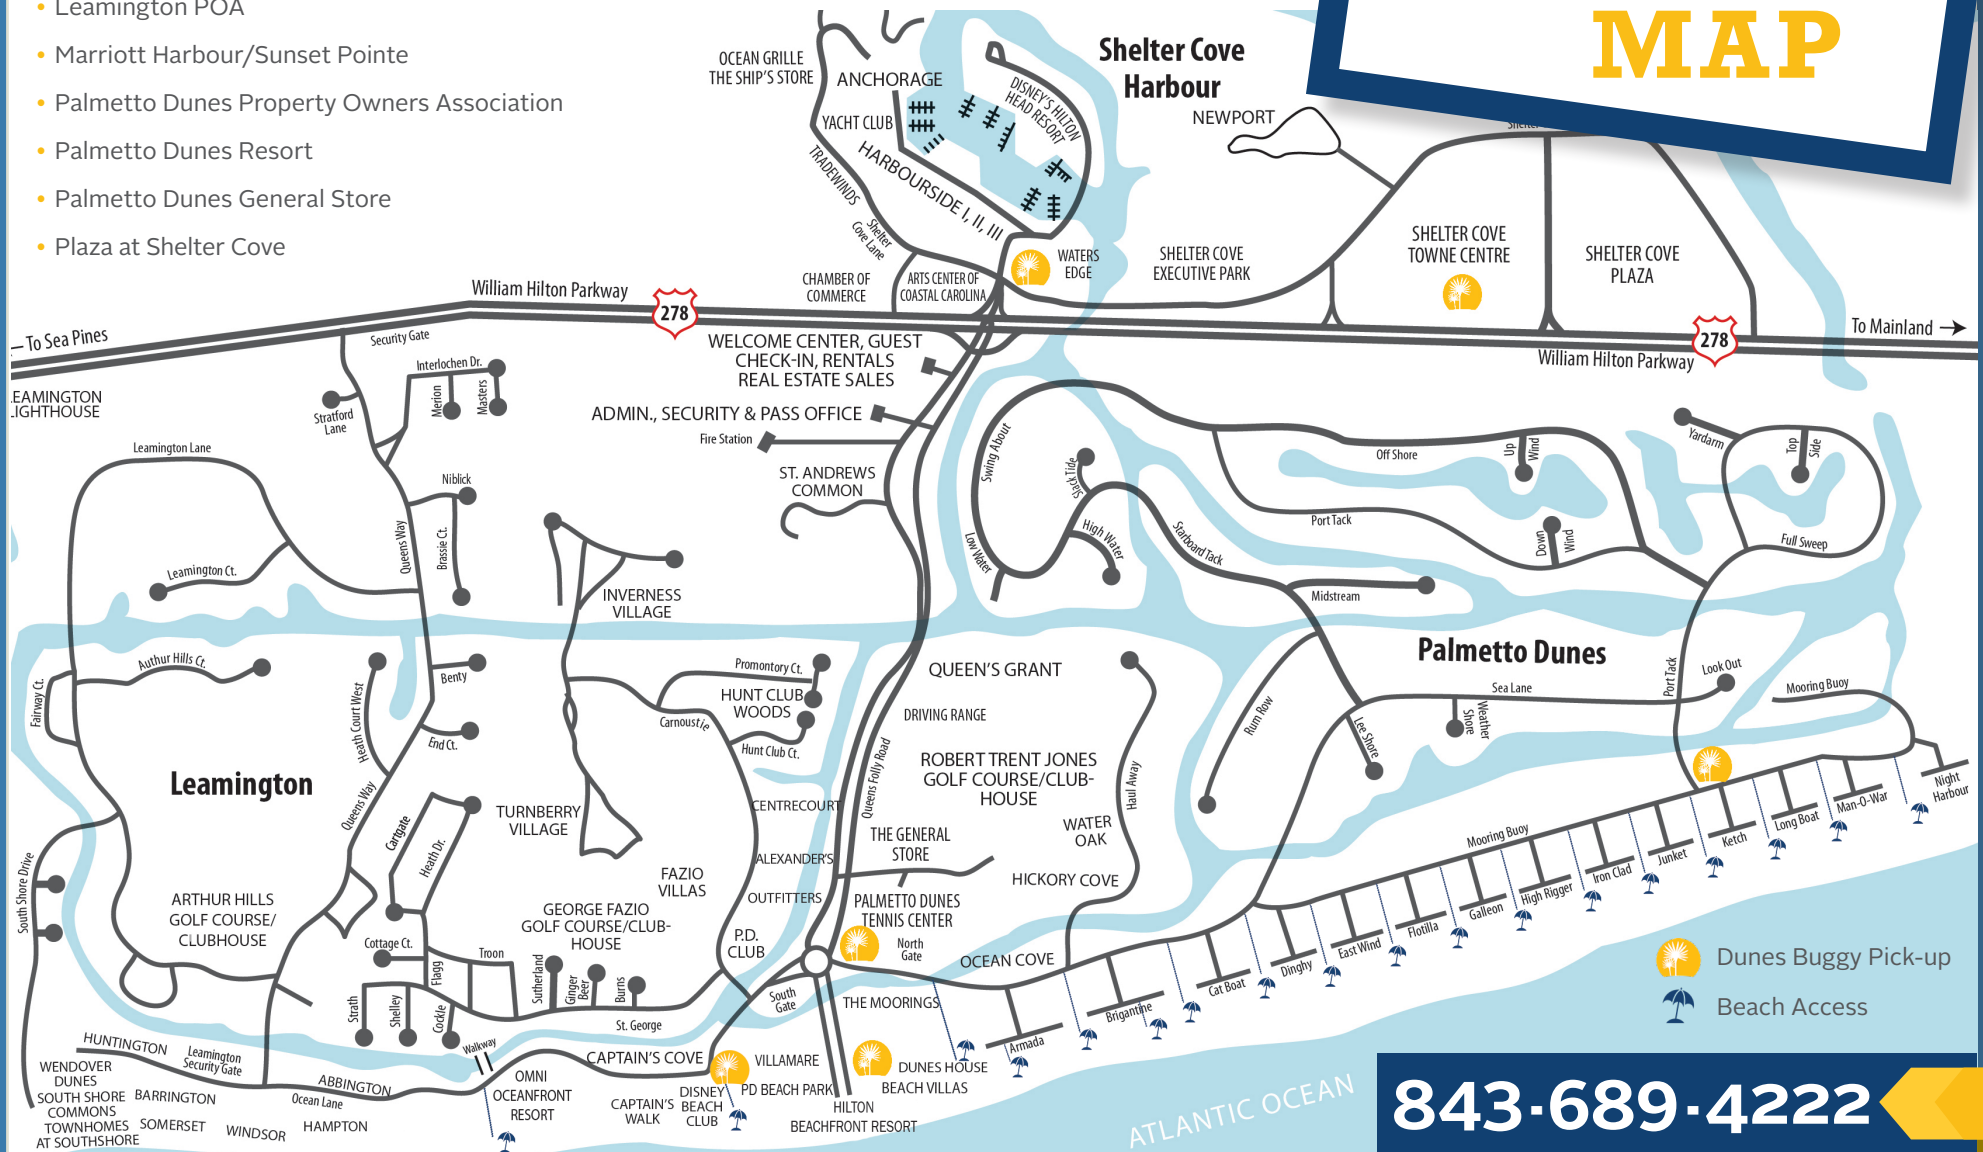 Leamington POA
• Marriott Harbour/Sunset Pointe
• Palmetto Dunes Property Owners Association
• Palmetto Dunes Resort
• Palmetto Dunes General Store
• Plaza at Shelter Cove
MAP
OCEAN GRILLE
THE SHIP'S STORE
ANCHORAGE
YACHT CLUB
TRADEWINDS
HARBOURSIDE I, II, III
DISNEY'S HILTON
HEAD RESORT
Shelter Cove
Harbour
NEWPORT
Shelter
Cove Lane
CHAMBER OF
COMMERCE
ARTS CENTER OF
COASTAL CAROLINA
WATERS
EDGE
SHELTER COVE
EXECUTIVE PARK
SHELTER COVE
TOWNE CENTRE
SHELTER COVE
PLAZA
William Hilton Parkway
278
To Sea Pines
To Mainland
278
William Hilton Parkway
Security Gate
EAMINGTON
IGHTHOUSE
Stratford
Lane
Interlochen Dr.
Merion
Masters
WELCOME CENTER, GUEST
CHECK-IN, RENTALS
REAL ESTATE SALES
ADMIN., SECURITY & PASS OFFICE
Fire Station
ST. ANDREWS
COMMON
Leamington Lane
Leamington Ct.
Niblick
Queens Way
Brassie Ct.
INVERNESS
VILLAGE
Swing About
Slack Tide
Low Water
High Water
Starboard Tack
Off Shore
Up
Wind
Port Tack
Down
Wind
Yardarm
Top
Side
Full Sweep
Midstream
Palmetto Dunes
Authur Hills Ct.
Fairway Ct.
Heath Court West
Benty
End Ct.
Leamington
Queens Way
Cartgate
Heath Dr.
Promontory Ct.
HUNT CLUB
WOODS
Carnoustie
Hunt Club Ct.
QUEEN'S GRANT
DRIVING RANGE
Queens Folly Road
ROBERT TRENT JONES
GOLF COURSE/CLUB-
HOUSE
Haul Away
Rum Row
Lee Shore
Sea Lane
Weather
Shore
Port Tack
Look Out
Mooring Buoy
TURNBERRY
VILLAGE
CENTRECOURT
THE GENERAL
STORE
WATER
OAK
ALEXANDER'S
FAZIO
VILLAS
OUTFITTERS
HICKORY COVE
PALMETTO DUNES
TENNIS CENTER
South Shore Drive
ARTHUR HILLS
GOLF COURSE/
CLUBHOUSE
GEORGE FAZIO
GOLF COURSE/CLUB-
HOUSE
P.D.
CLUB
North
Gate
OCEAN COVE
Cottage Ct.
Flagg
Troon
Sutherland
Ginger
Beer
Burns
Strath
Shelley
Cockle
St. George
South
Gate
THE MOORINGS
Mooring Buoy
Armada
Brigantine
Cat Boat
Dinghy
East Wind
Flotilla
Galleon
High Rigger
Iron Clad
Junket
Ketch
Long Boat
Man-O-War
Night
Harbour
Walkway
HUNTINGTON
Leamington
Security Gate
WENDOVER
DUNES
SOUTH SHORE
COMMONS
TOWNHOMES
AT SOUTHSHORE
BARRINGTON
SOMERSET
WINDSOR
ABBINGTON
Ocean Lane
HAMPTON
OMNI
OCEANFRONT
RESORT
CAPTAIN'S COVE
CAPTAIN'S
WALK
DISNEY
BEACH
CLUB
VILLAMARE
PD BEACH PARK
HILTON
BEACHFRONT RESORT
DUNES HOUSE
BEACH VILLAS
ATLANTIC OCEAN
Dunes Buggy Pick-up
Beach Access
843-689-4222